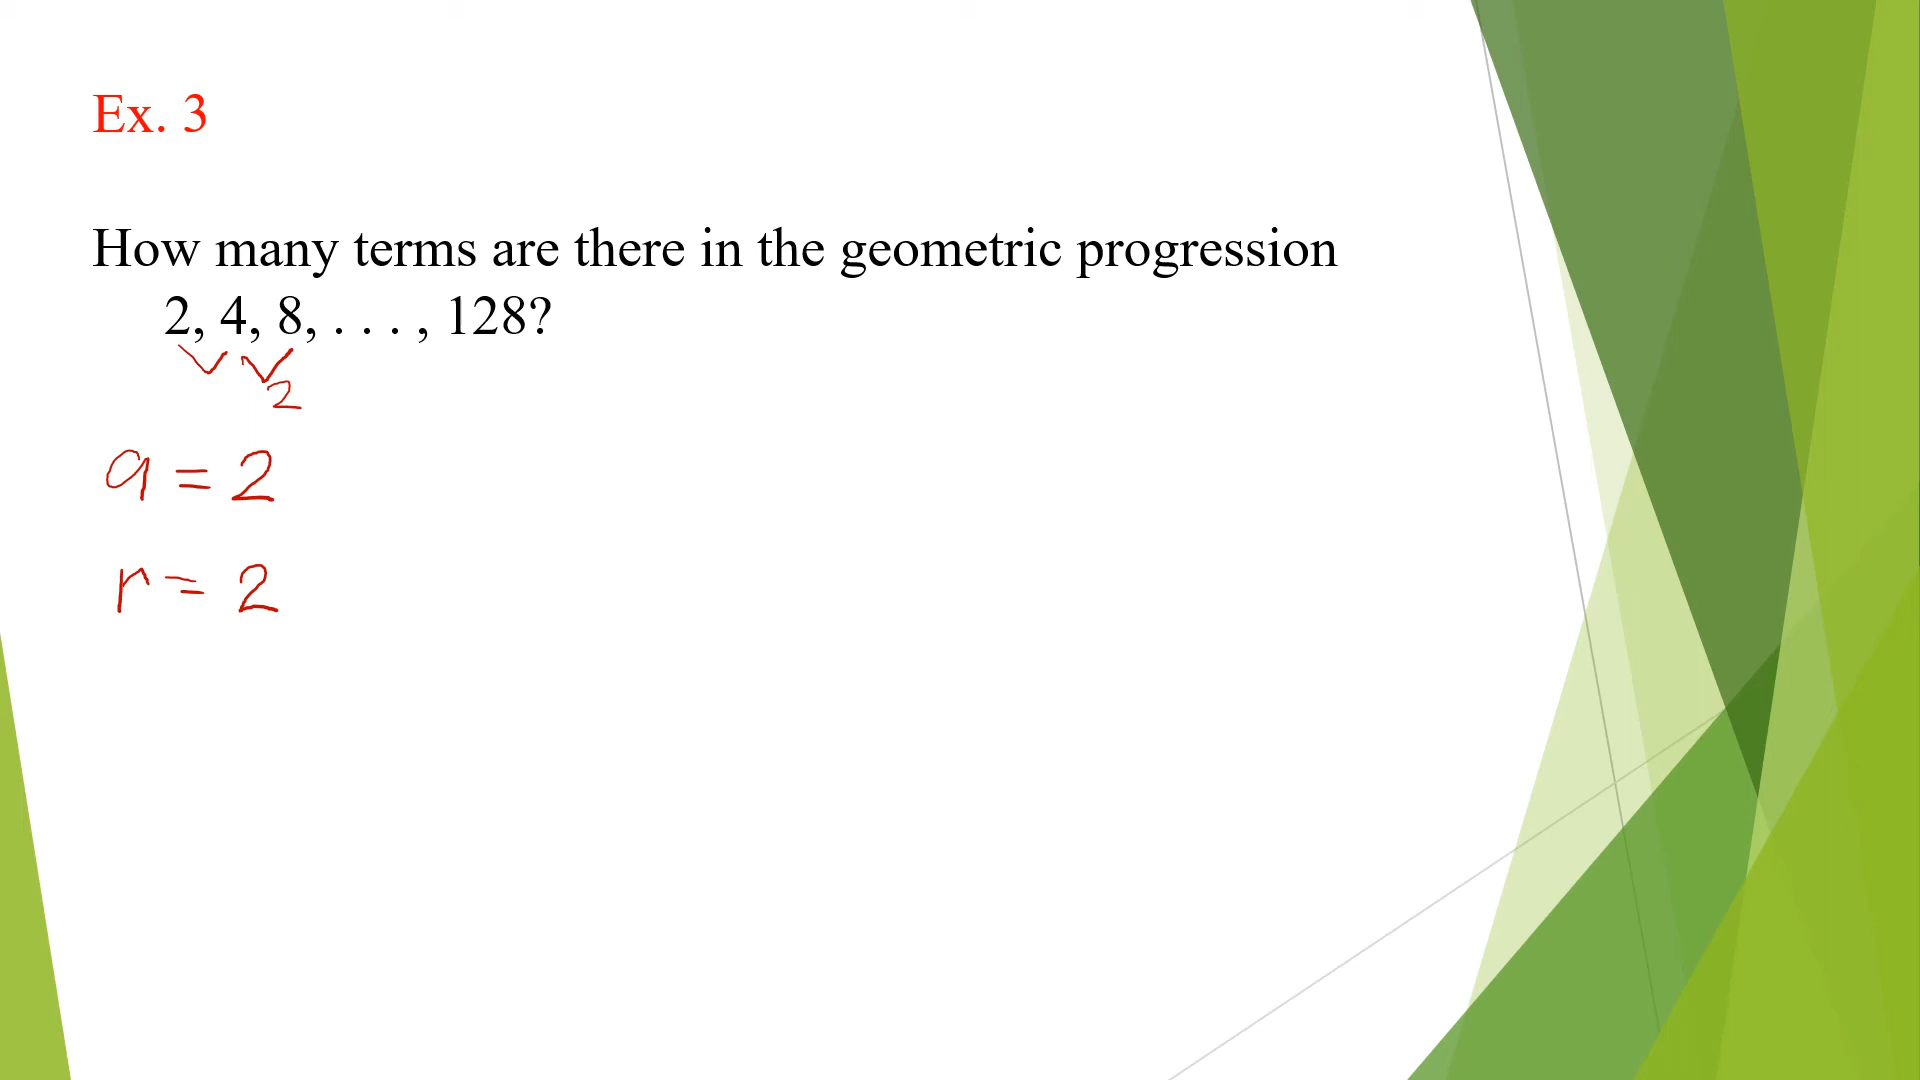 Ex. 3
How many terms are there in the geometric progression
2, 4, 8, . . . , 128?
2
a = 2
r = 2